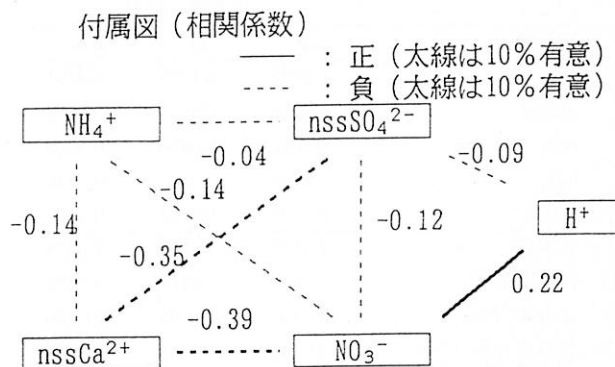 付属図（相関係数）
：正（太線は10％有意）
：負（太線は10％有意）
NH₄⁺
nssSO₄²⁻
-0.04
-0.09
-0.14
H⁺
-0.14
-0.12
-0.35
0.22
-0.39
nssCa²⁺
NO₃⁻